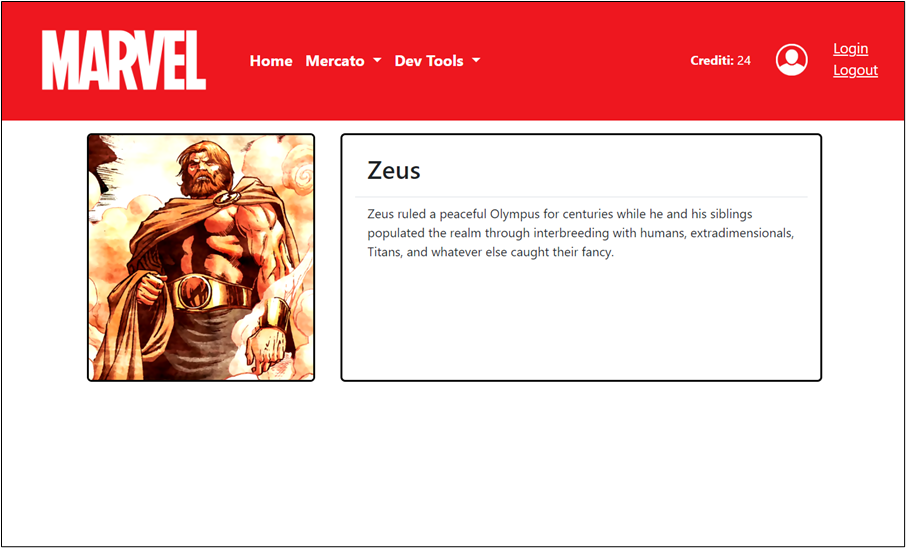 MARVEL
Home Mercato Dev Tools
Crediti: 24
Login
Logout
Zeus
Zeus ruled a peaceful Olympus for centuries while he and his siblings
populated the realm through interbreeding with humans, extradimensionals,
Titans, and whatever else caught their fancy.